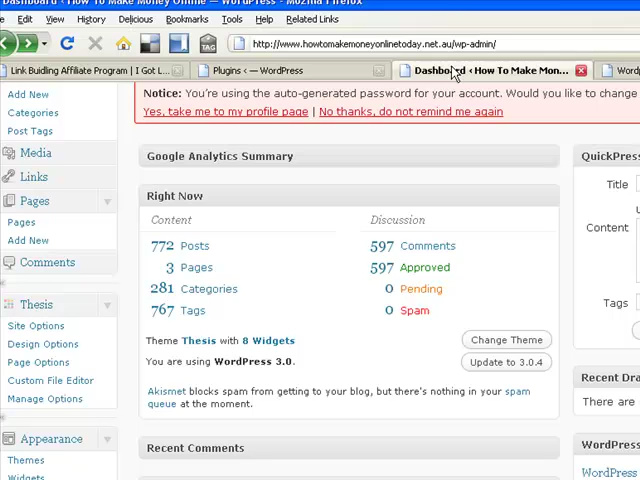 Dashboard ‹ How To Make Money Online — WordPress - Mozilla Firefox
Edit View History Delicious Bookmarks Tools Help Related Links
TAG http://www.howtomakemoneyonlinetoday.net.au/wp-admin/
Link Buidling Affiliate Program | I Got L... Plugins ‹ — WordPress Dashboard ‹ How To Make Mon... Wor
Add New
Categories
Post Tags
Media
Links
Pages
Pages
Add New
Comments
Thesis
Site Options
Design Options
Page Options
Custom File Editor
Manage Options
Appearance
Themes
Widgets
Notice: You're using the auto-generated password for your account. Would you like to change
Yes, take me to my profile page | No thanks, do not remind me again
Google Analytics Summary
Right Now
Content Discussion
772 Posts 597 Comments
3 Pages 597 Approved
281 Categories 0 Pending
767 Tags 0 Spam
Theme Thesis with 8 Widgets Change Theme
You are using WordPress 3.0. Update to 3.0.4
Akismet blocks spam from getting to your blog, but there's nothing in your spam
queue at the moment.
Recent Comments
QuickPres
Title
Content
Tags
Recent Dra
There are
WordPress
WordPress